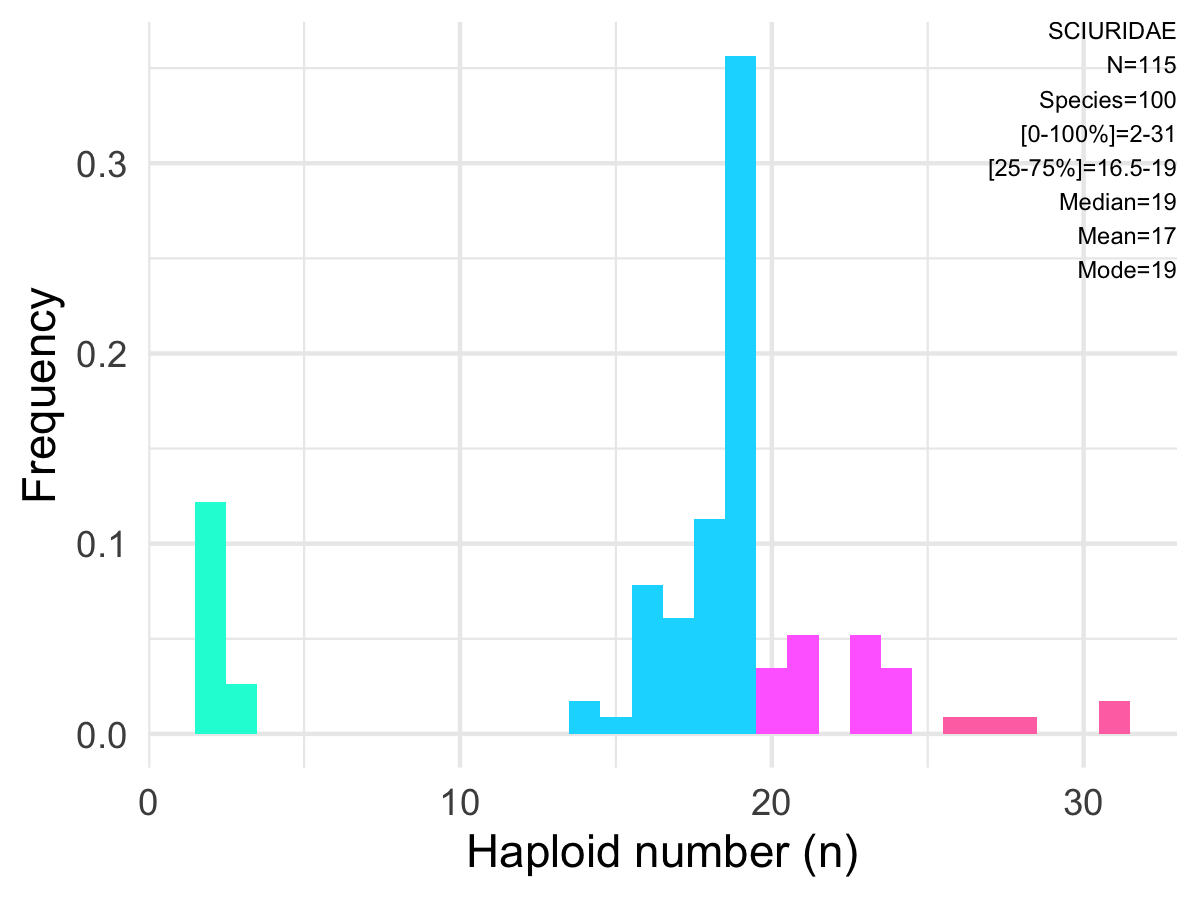 SCIURIDAE
N=115
Species=100
[0-100%]=2-31
[25-75%]=16.5-19
Median=19
Mean=17
Mode=19
Frequency
0.3
0.2
0.1
0.0
0 10 20 30
Haploid number (n)